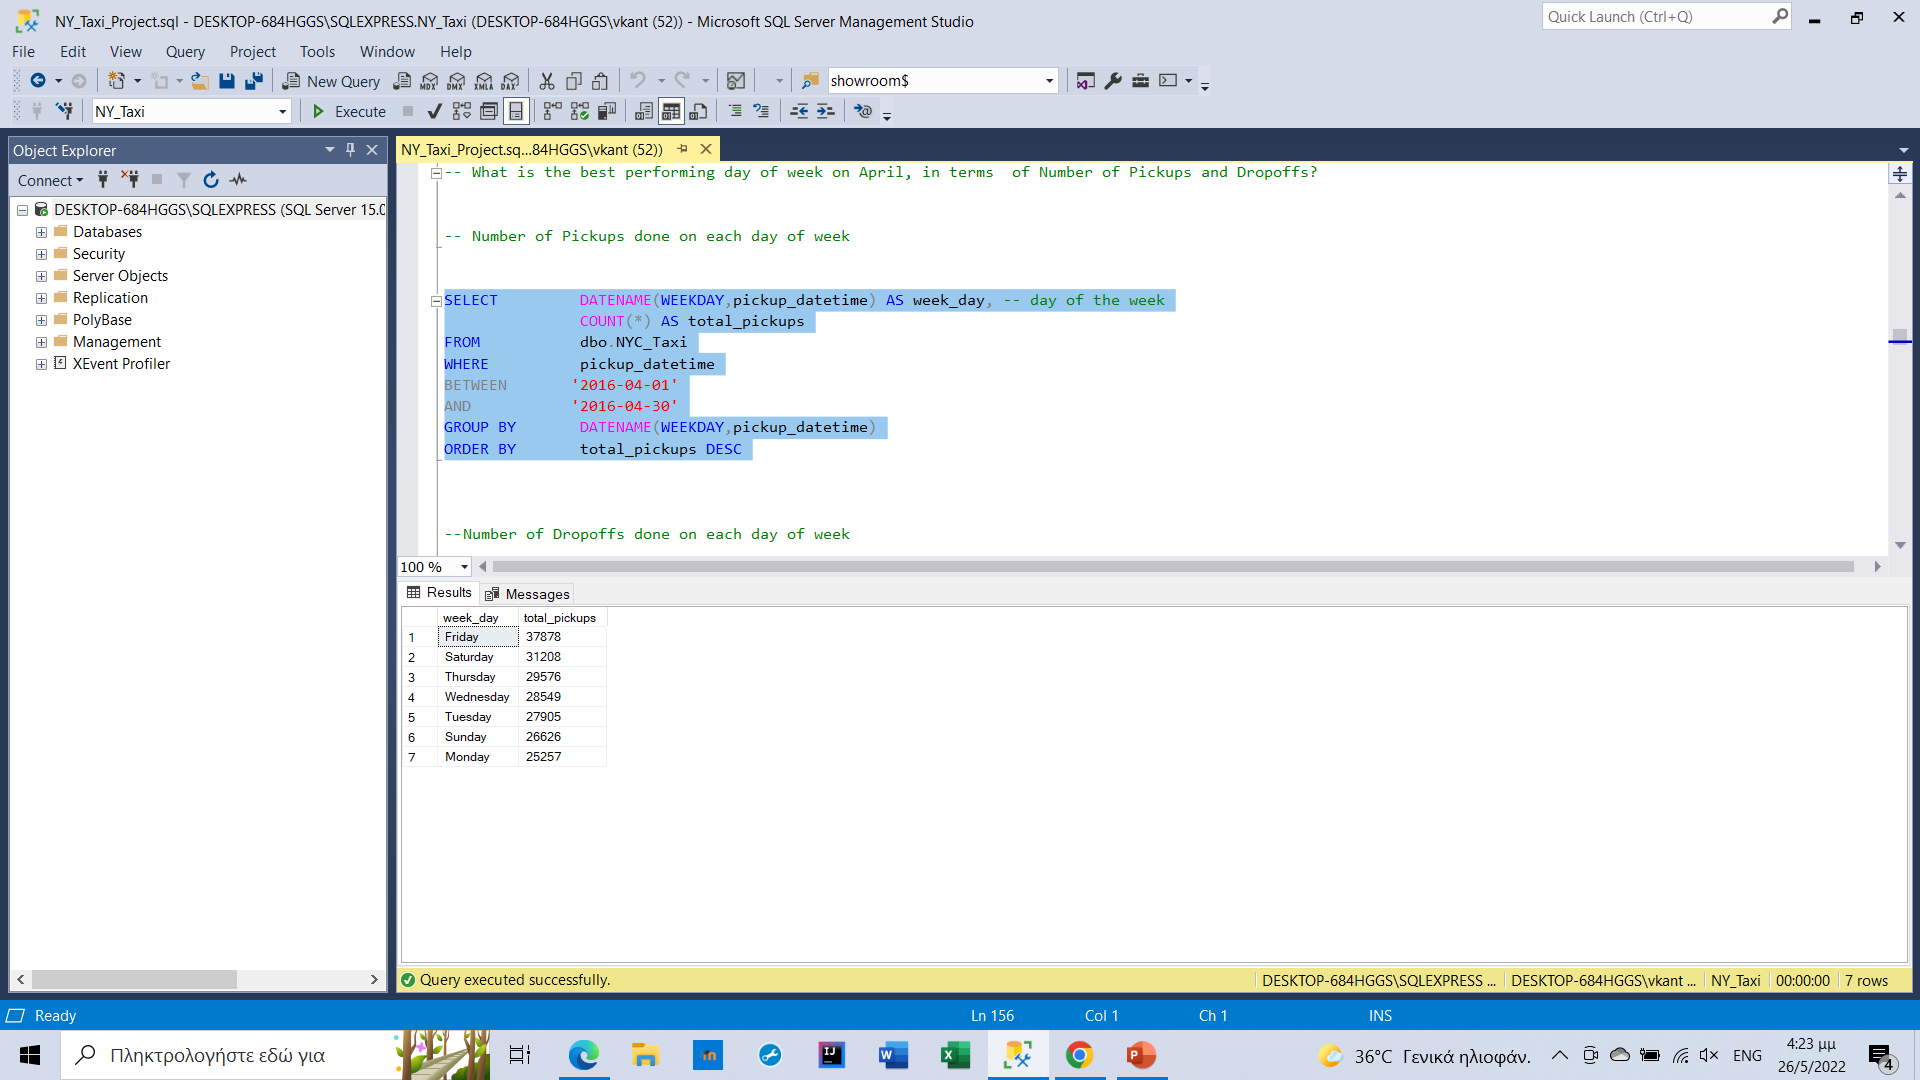 NY_Taxi_Project.sql - DESKTOP-684HGGS\SQLEXPRESS.NY_Taxi (DESKTOP-684HGGS\vkant (52)) - Microsoft SQL Server Management Studio
Quick Launch (Ctrl+Q)
File Edit View Query Project Tools Window Help
New Query
MDX DMX XMLA DAX
showroom$
NY_Taxi
Execute
Object Explorer
NY_Taxi_Project.sq...84HGGS\vkant (52))
Connect
DESKTOP-684HGGS\SQLEXPRESS (SQL Server 15.0
Databases
Security
Server Objects
Replication
PolyBase
Management
XEvent Profiler
-- What is the best performing day of week on April, in terms  of Number of Pickups and Dropoffs?
-- Number of Pickups done on each day of week
SELECT DATENAME(WEEKDAY,pickup_datetime) AS week_day, -- day of the week
COUNT(*) AS total_pickups
FROM dbo.NYC_Taxi
WHERE pickup_datetime
BETWEEN '2016-04-01'
AND '2016-04-30'
GROUP BY DATENAME(WEEKDAY,pickup_datetime)
ORDER BY total_pickups DESC
--Number of Dropoffs done on each day of week
100 %
Results Messages
week_day total_pickups
1 Friday 37878
2 Saturday 31208
3 Thursday 29576
4 Wednesday 28549
5 Tuesday 27905
6 Sunday 26626
7 Monday 25257
Query executed successfully.
DESKTOP-684HGGS\SQLEXPRESS ... DESKTOP-684HGGS\vkant ... NY_Taxi 00:00:00 7 rows
Ready Ln 156 Col 1 Ch 1 INS
Πληκτρολογήστε εδώ για
36°C Γενικά ηλιοφάν.
ENG
4:23 μμ
26/5/2022
4